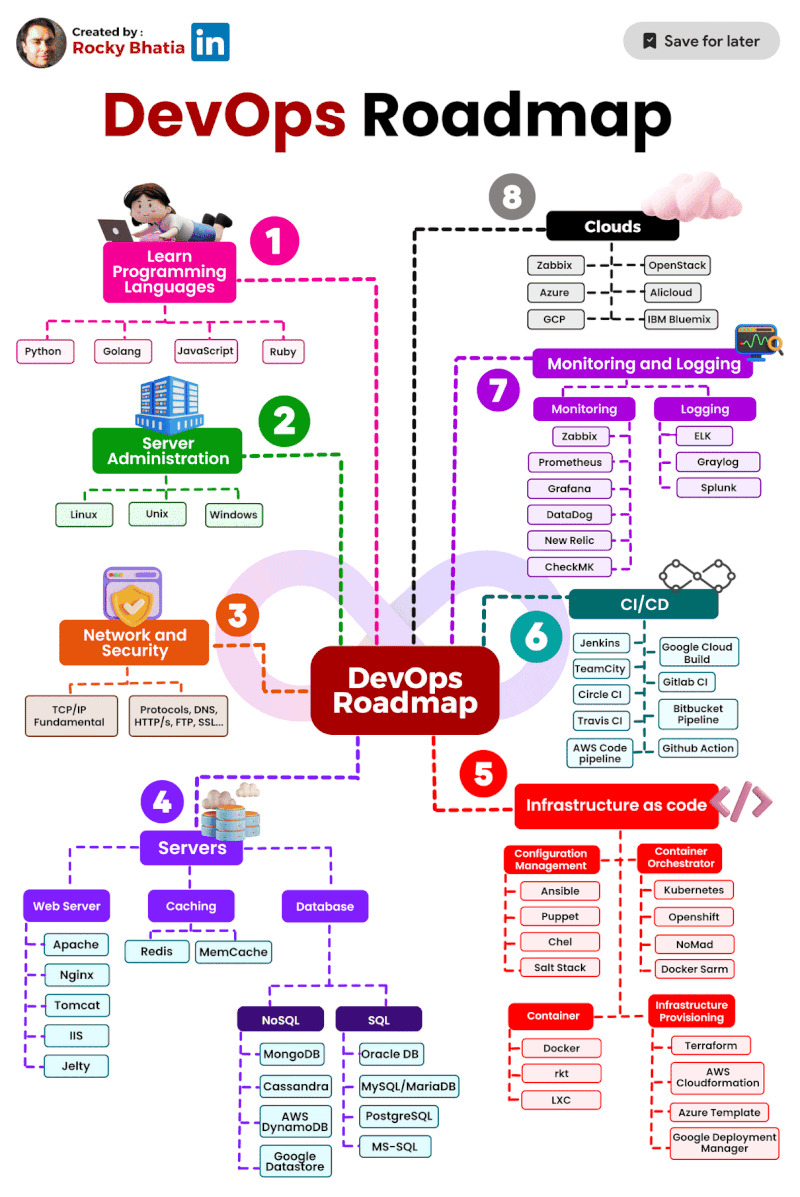 Created by :
Rocky Bhatia
in
Save for later
DevOps Roadmap
1
Learn
Programming
Languages
Python
Golang
JavaScript
Ruby
2
Server
Administration
Linux
Unix
Windows
3
Network and
Security
TCP/IP
Fundamental
Protocols, DNS,
HTTP/s, FTP, SSL...
DevOps
Roadmap
4
Servers
Web Server
Apache
Nginx
Tomcat
IIS
Jelty
Caching
Redis
MemCache
Database
NoSQL
MongoDB
Cassandra
AWS
DynamoDB
Google
Datastore
SQL
Oracle DB
MySQL/MariaDB
PostgreSQL
MS-SQL
5
Infrastructure as code
</>
Configuration
Management
Ansible
Puppet
Chel
Salt Stack
Container
Orchestrator
Kubernetes
Openshift
NoMad
Docker Sarm
Container
Docker
rkt
LXC
Infrastructure
Provisioning
Terraform
AWS
Cloudformation
Azure Template
Google Deployment
Manager
6
CI/CD
Jenkins
TeamCity
Circle CI
Travis CI
AWS Code
pipeline
Google Cloud
Build
Gitlab CI
Bitbucket
Pipeline
Github Action
7
Monitoring and Logging
Monitoring
Zabbix
Prometheus
Grafana
DataDog
New Relic
CheckMK
Logging
ELK
Graylog
Splunk
8
Clouds
Zabbix
OpenStack
Azure
Alicloud
GCP
IBM Bluemix